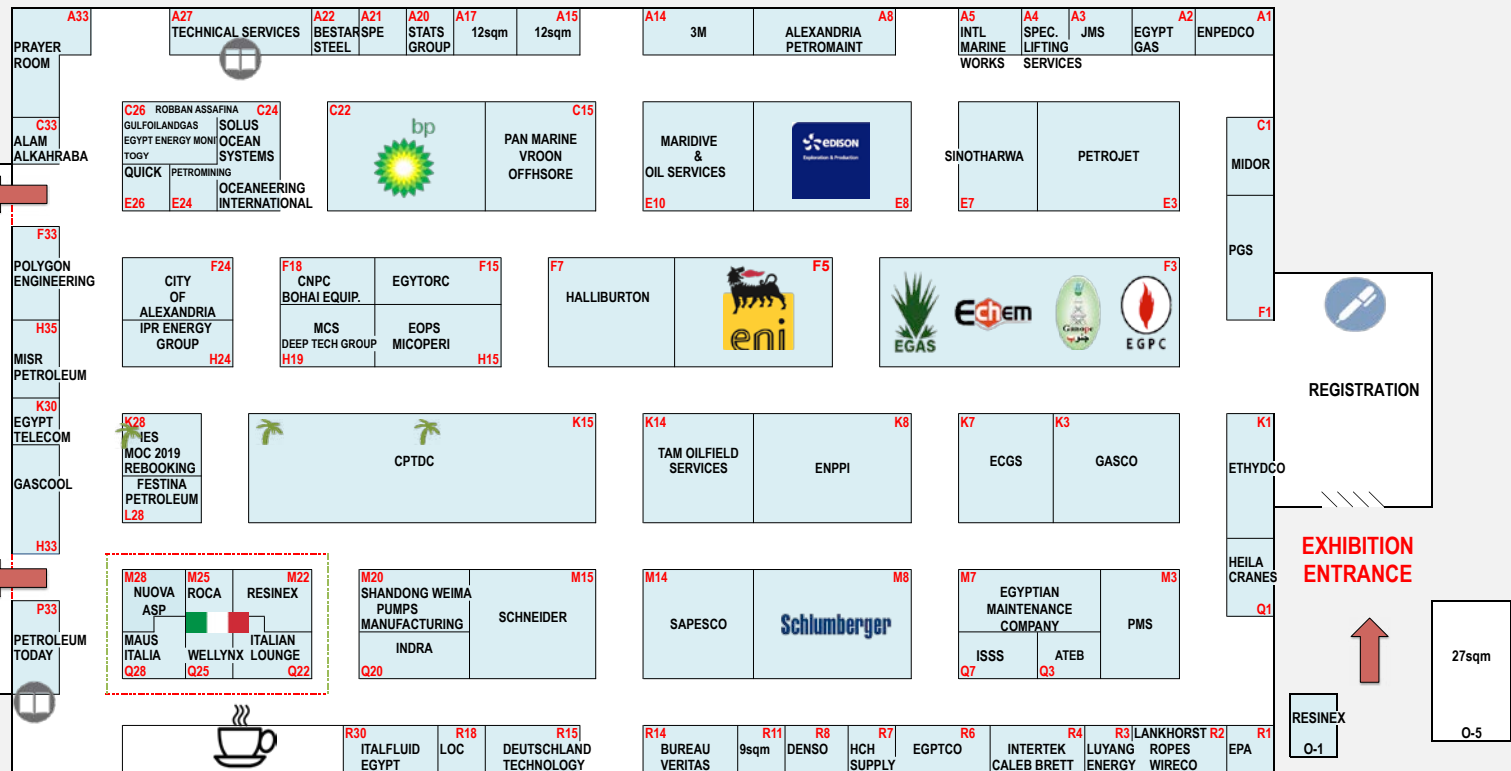 A33
PRAYER
ROOM
A27
TECHNICAL SERVICES
A22
BESTAR
STEEL
A21
SPE
A20
STATS
GROUP
A17
12sqm
A15
12sqm
A14
3M
A8
ALEXANDRIA
PETROMAINT
A5
INTL
MARINE
WORKS
A4
SPEC.
LIFTING
SERVICES
A3
JMS
A2
EGYPT
GAS
A1
ENPEDCO
C33
ALAM
ALKAHRABA
C26 ROBBAN ASSAFINA C24
GULFOILANDGAS
EGYPT ENERGY MONI
TOGY
SOLUS
OCEAN
SYSTEMS
QUICK
PETROMINING
OCEANEERING
INTERNATIONAL
E26
E24
C22
bp
C15
PAN MARINE
VROON
OFFHSORE
MARIDIVE
&
OIL SERVICES
E10
EDISON
Exploration & Production
E8
SINOTHARWA
E7
PETROJET
E3
C1
MIDOR
PGS
F1
F33
POLYGON
ENGINEERING
F24
CITY
OF
ALEXANDRIA
IPR ENERGY
GROUP
H24
F18
CNPC
BOHAI EQUIP.
F15
EGYTORC
MCS
DEEP TECH GROUP
H19
EOPS
MICOPERI
H15
F7
HALLIBURTON
F5
eni
F3
EGAS
Echem
Ganope
جنوب
EGPC
H35
MISR
PETROLEUM
REGISTRATION
K30
EGYPT
TELECOM
GASCOOL
H33
K28
IES
MOC 2019
REBOOKING
FESTINA
PETROLEUM
L28
K15
CPTDC
K14
TAM OILFIELD
SERVICES
K8
ENPPI
K7
ECGS
K3
GASCO
K1
ETHYDCO
HEILA
CRANES
Q1
EXHIBITION
ENTRANCE
P33
PETROLEUM
TODAY
M28
NUOVA
ASP
M25
ROCA
M22
RESINEX
MAUS
ITALIA
Q28
WELLYNX
Q25
ITALIAN
LOUNGE
Q22
M20
SHANDONG WEIMA
PUMPS
MANUFACTURING
INDRA
Q20
M15
SCHNEIDER
M14
SAPESCO
M8
Schlumberger
M7
EGYPTIAN
MAINTENANCE
COMPANY
M3
PMS
ISSS
Q7
ATEB
Q3
27sqm
O-5
RESINEX
O-1
R30
ITALFLUID
EGYPT
R18
LOC
R15
DEUTSCHLAND
TECHNOLOGY
R14
BUREAU
VERITAS
R11
9sqm
R8
DENSO
R7
HCH
SUPPLY
R6
EGPTCO
R4
INTERTEK
CALEB BRETT
R3
LUYANG
ENERGY
LANKHORST R2
ROPES
WIRECO
R1
EPA